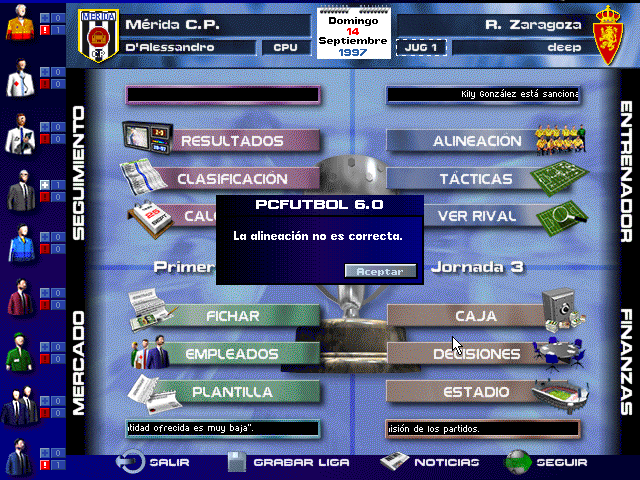 MERIDA
C P
Mérida C.P.
D'Alessandro
CPU
Domingo
14
Septiembre
1997
R. Zaragoza
JUG 1
deep
Kily González está sanciona
SEGUIMIENTO
RESULTADOS
CLASIFICACIÓN
ENTRENADOR
ALINEACIÓN
TÁCTICAS
VER RIVAL
PCFUTBOL 6.0
La alineación no es correcta.
Aceptar
Primer
Jornada 3
MERCADO
FICHAR
EMPLEADOS
PLANTILLA
FINANZAS
CAJA
DECISIONES
ESTADIO
tidad ofrecida es muy baja".
isión de los partidos.
SALIR
GRABAR LIGA
NOTICIAS
SEGUIR